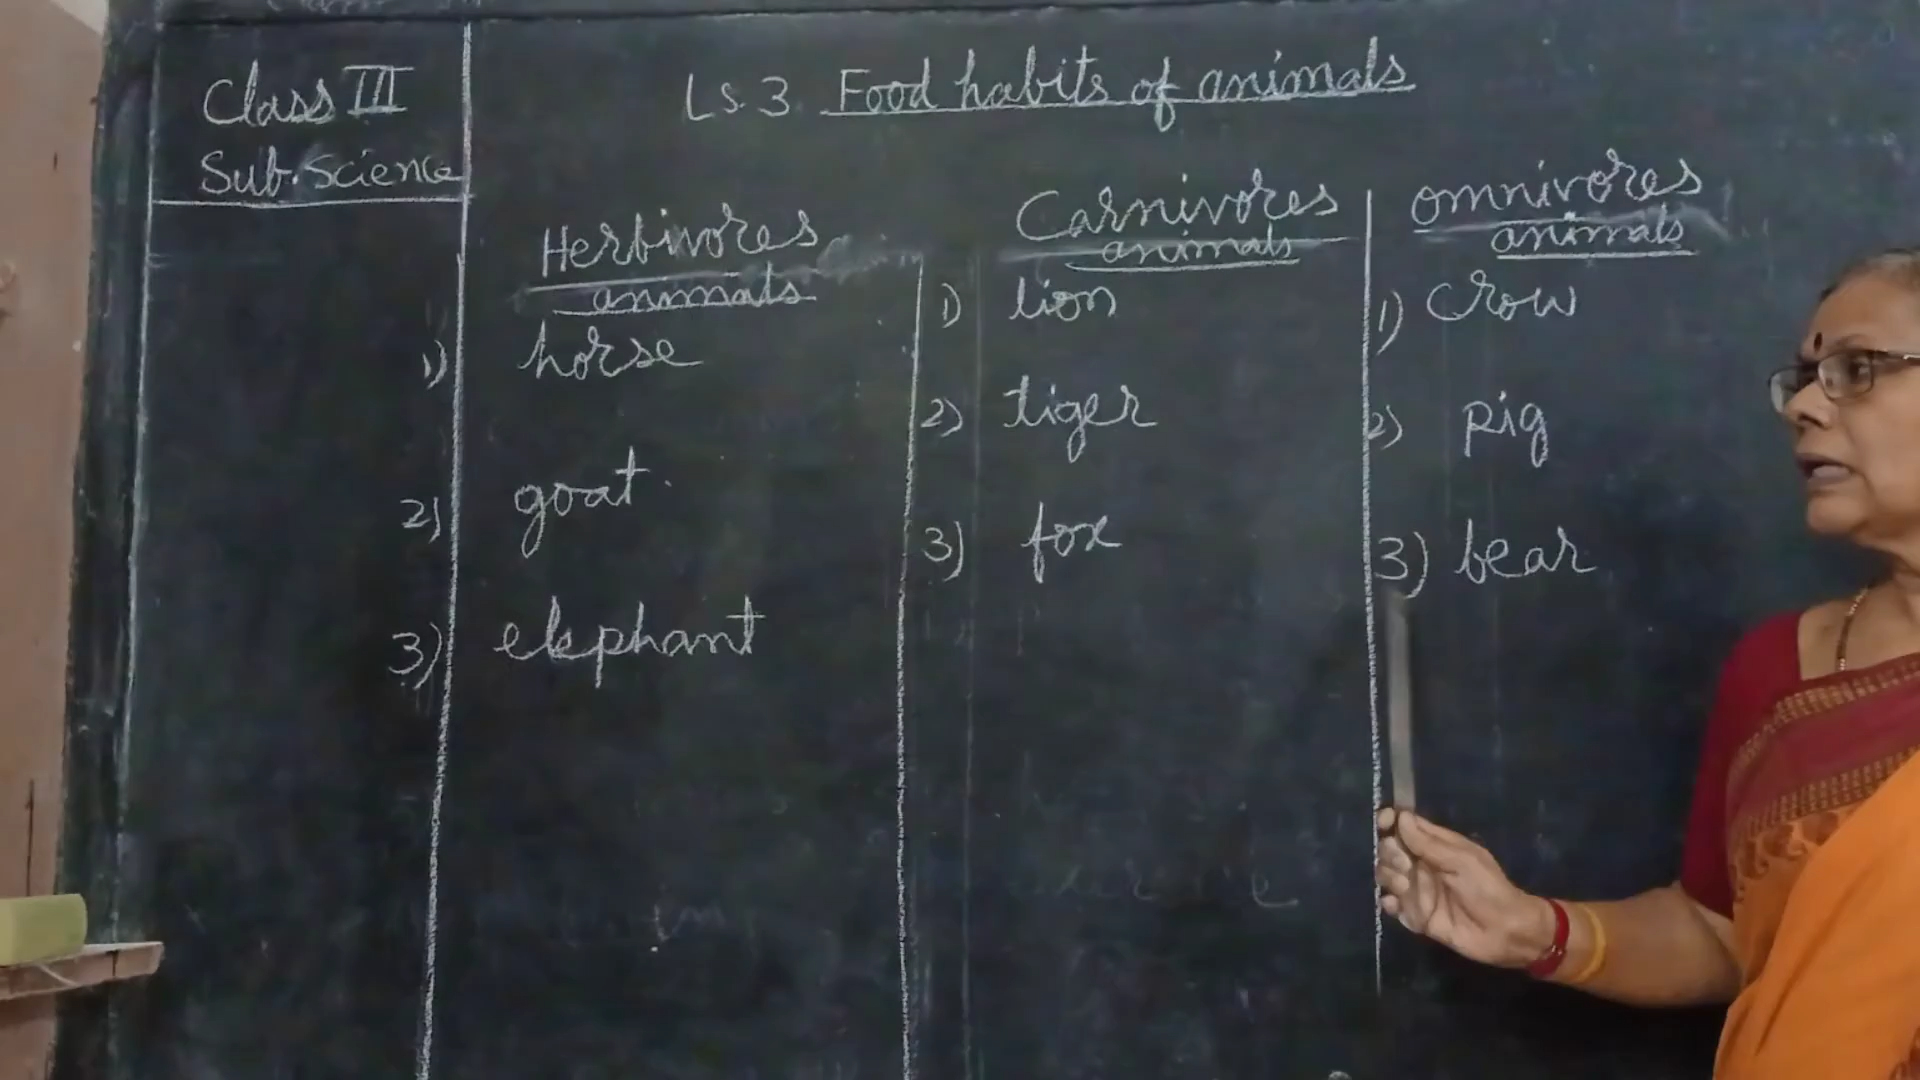 Class III
Sub. Science
Ls. 3 Food habits of animals
Herbivores
animals
1) horse
2) goat.
3) elephant
Carnivores
animals
1) lion
2) tiger
3) fox
omnivores
animals
1) Crow
2) pig
3) bear